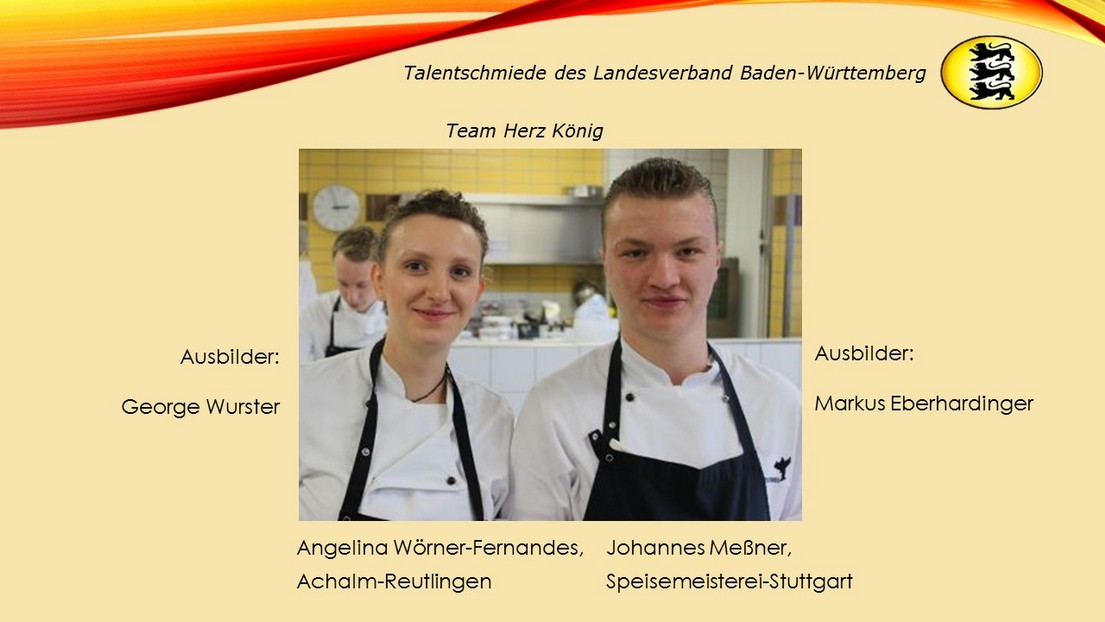 Talentschmiede des Landesverband Baden-Württemberg
Team Herz König
Ausbilder:
George Wurster
Ausbilder:
Markus Eberhardinger
Angelina Wörner-Fernandes,
Achalm-Reutlingen
Johannes Meßner,
Speisemeisterei-Stuttgart